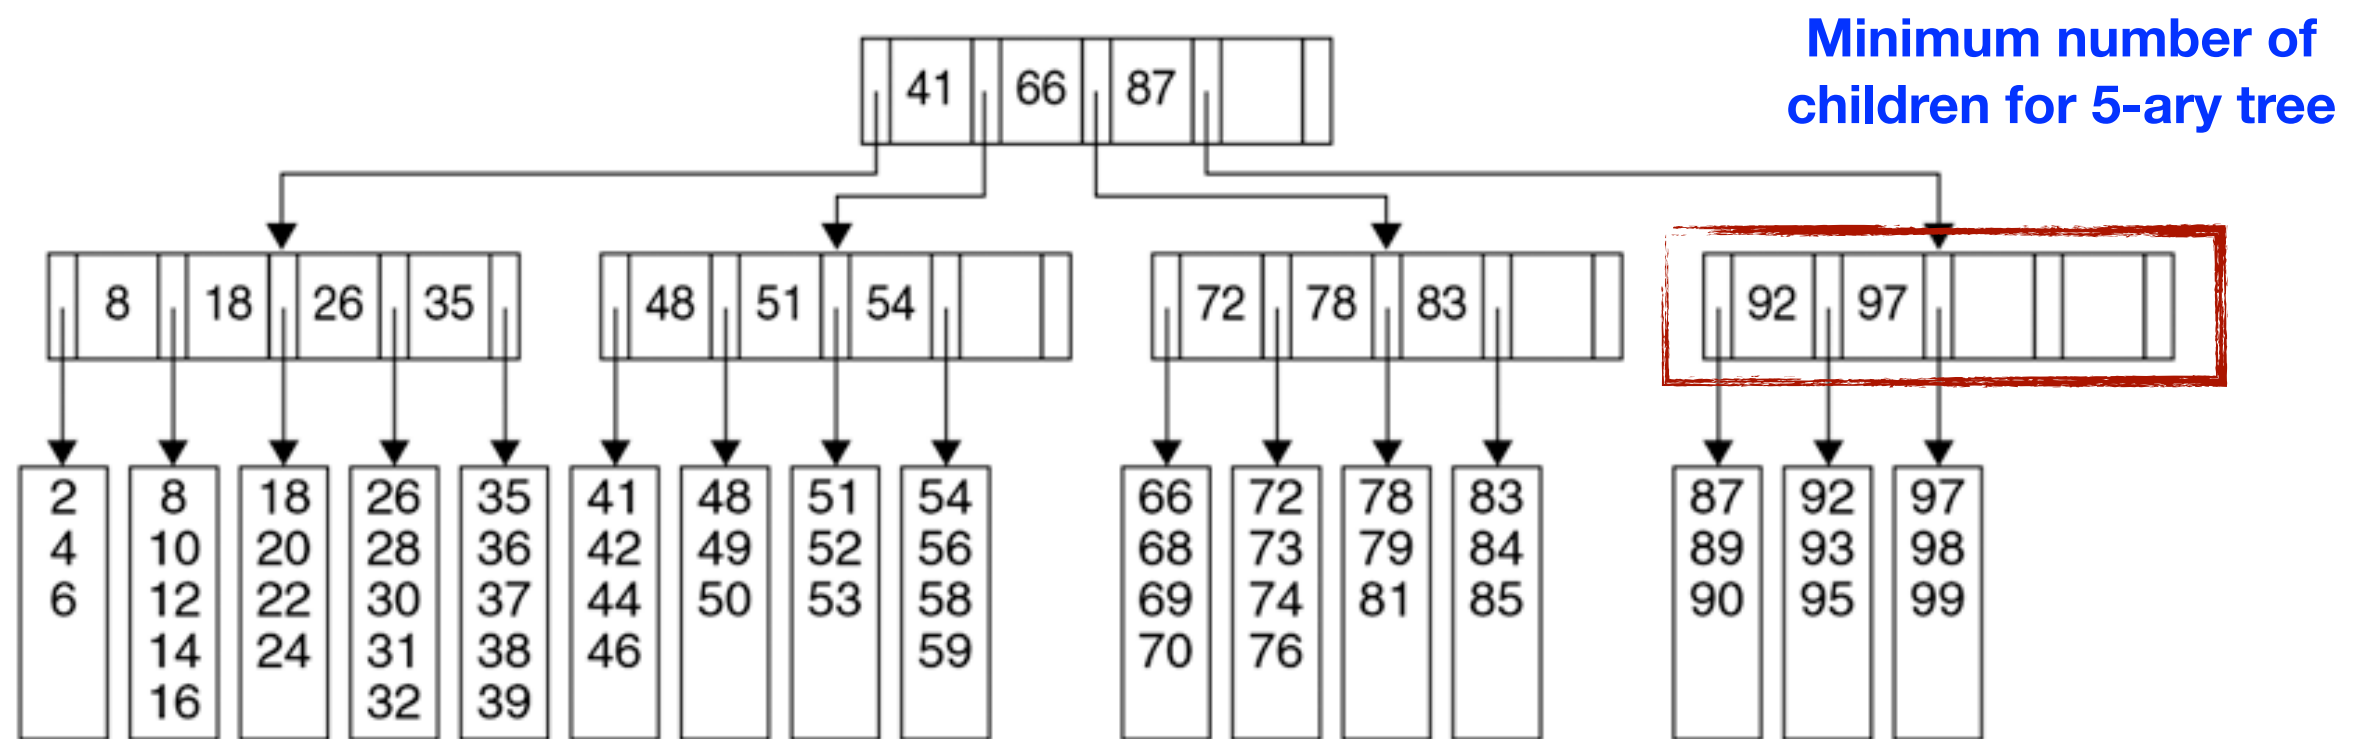 Minimum number of
children for 5-ary tree
41 66 87
8 18 26 35 48 51 54 72 78 83 92 97
2 8 18 26 35 41 48 51 54 66 72 78 83 87 92 97
4 10 20 28 36 42 49 52 56 68 73 79 84 89 93 98
6 12 22 30 37 44 50 53 58 69 74 81 85 90 95 99
14 24 31 38 46 59 70 76
16 32 39